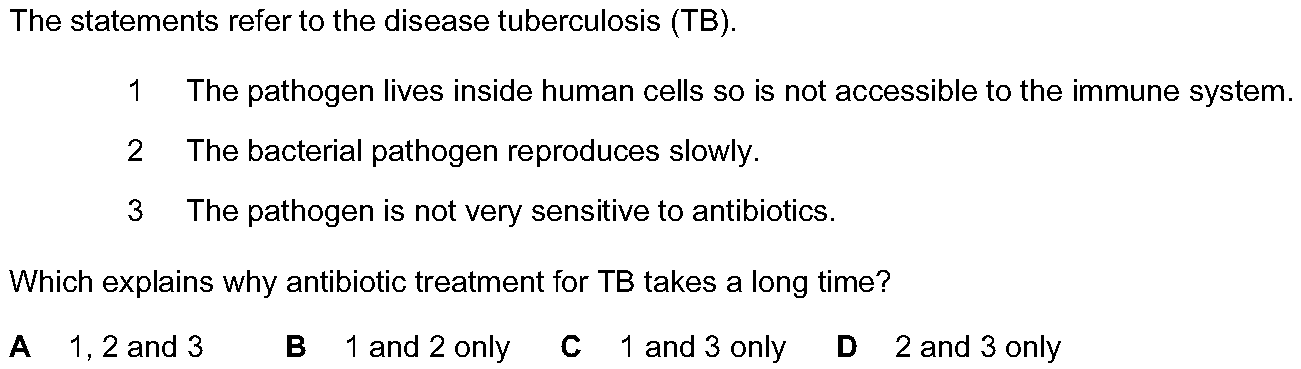 The statements refer to the disease tuberculosis (TB).
1 The pathogen lives inside human cells so is not accessible to the immune system.
2 The bacterial pathogen reproduces slowly.
3 The pathogen is not very sensitive to antibiotics.
Which explains why antibiotic treatment for TB takes a long time?
A 1, 2 and 3 B 1 and 2 only C 1 and 3 only D 2 and 3 only